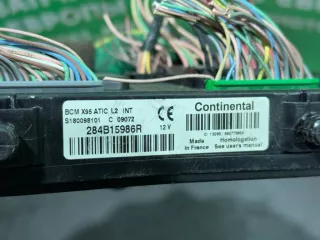 BCM X95 ATIC L2 INT
S180098101 C 09072
284B15986R
12 V
CE
Continental
Made in France
Homologation
See users manual